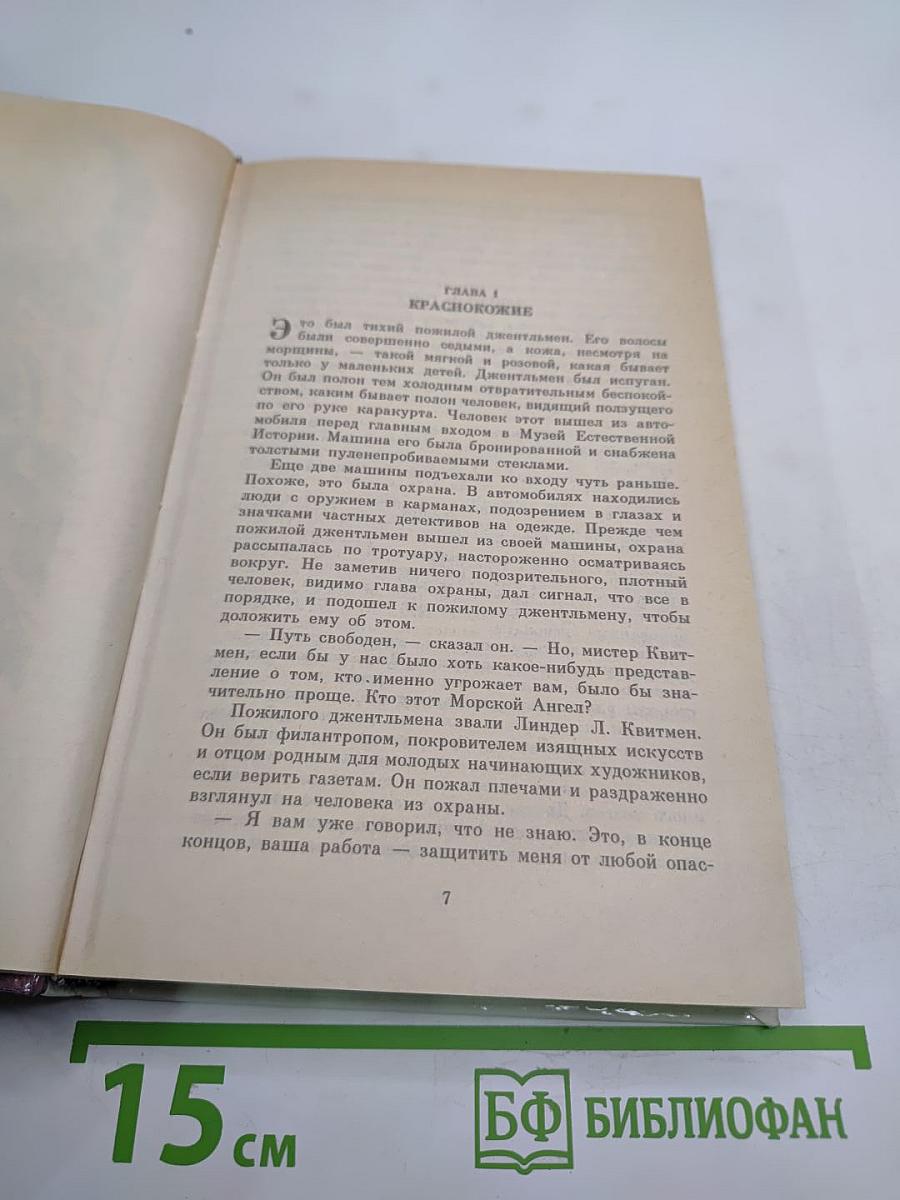 ГЛАВА 1
КРАСНОКОЖИЕ
Это был тихий пожилой джентльмен. Его волосы
были совершенно седыми, а кожа, несмотря на
морщины, — такой мягкой и розовой, какая бывает
только у маленьких детей. Джентльмен был испуган.
Он был полон тем холодным отвратительным беспокой-
ством, каким бывает полон человек, видящий ползущего
по его руке каракурта. Человек этот вышел из авто-
мобиля перед главным входом в Музей Естественной
Истории. Машина его была бронированной и снабжена
толстыми пуленепробиваемыми стеклами.
Еще две машины подъехали ко входу чуть раньше.
Похоже, это была охрана. В автомобилях находились
люди с оружием в карманах, подозрением в глазах и
значками частных детективов на одежде. Прежде чем
пожилой джентльмен вышел из своей машины, охрана
рассыпалась по тротуару, настороженно осматриваясь
вокруг. Не заметив ничего подозрительного, плотный
человек, видимо глава охраны, дал сигнал, что все в
порядке, и подошел к пожилому джентльмену, чтобы
доложить ему об этом.
— Путь свободен, — сказал он. — Но, мистер Квит-
мен, если бы у нас было хоть какое-нибудь представ-
ление о том, кто именно угрожает вам, было бы зна-
чительно проще. Кто этот Морской Ангел?
Пожилого джентльмена звали Линдер Л. Квитмен.
Он был филантропом, покровителем изящных искусств
и отцом родным для молодых начинающих художников,
если верить газетам. Он пожал плечами и раздраженно
взглянул на человека из охраны.
— Я вам уже говорил, что не знаю. Это, в конце
концов, ваша работа — защитить меня от любой опас-
7
15 см
БФ БИБЛИОФАН